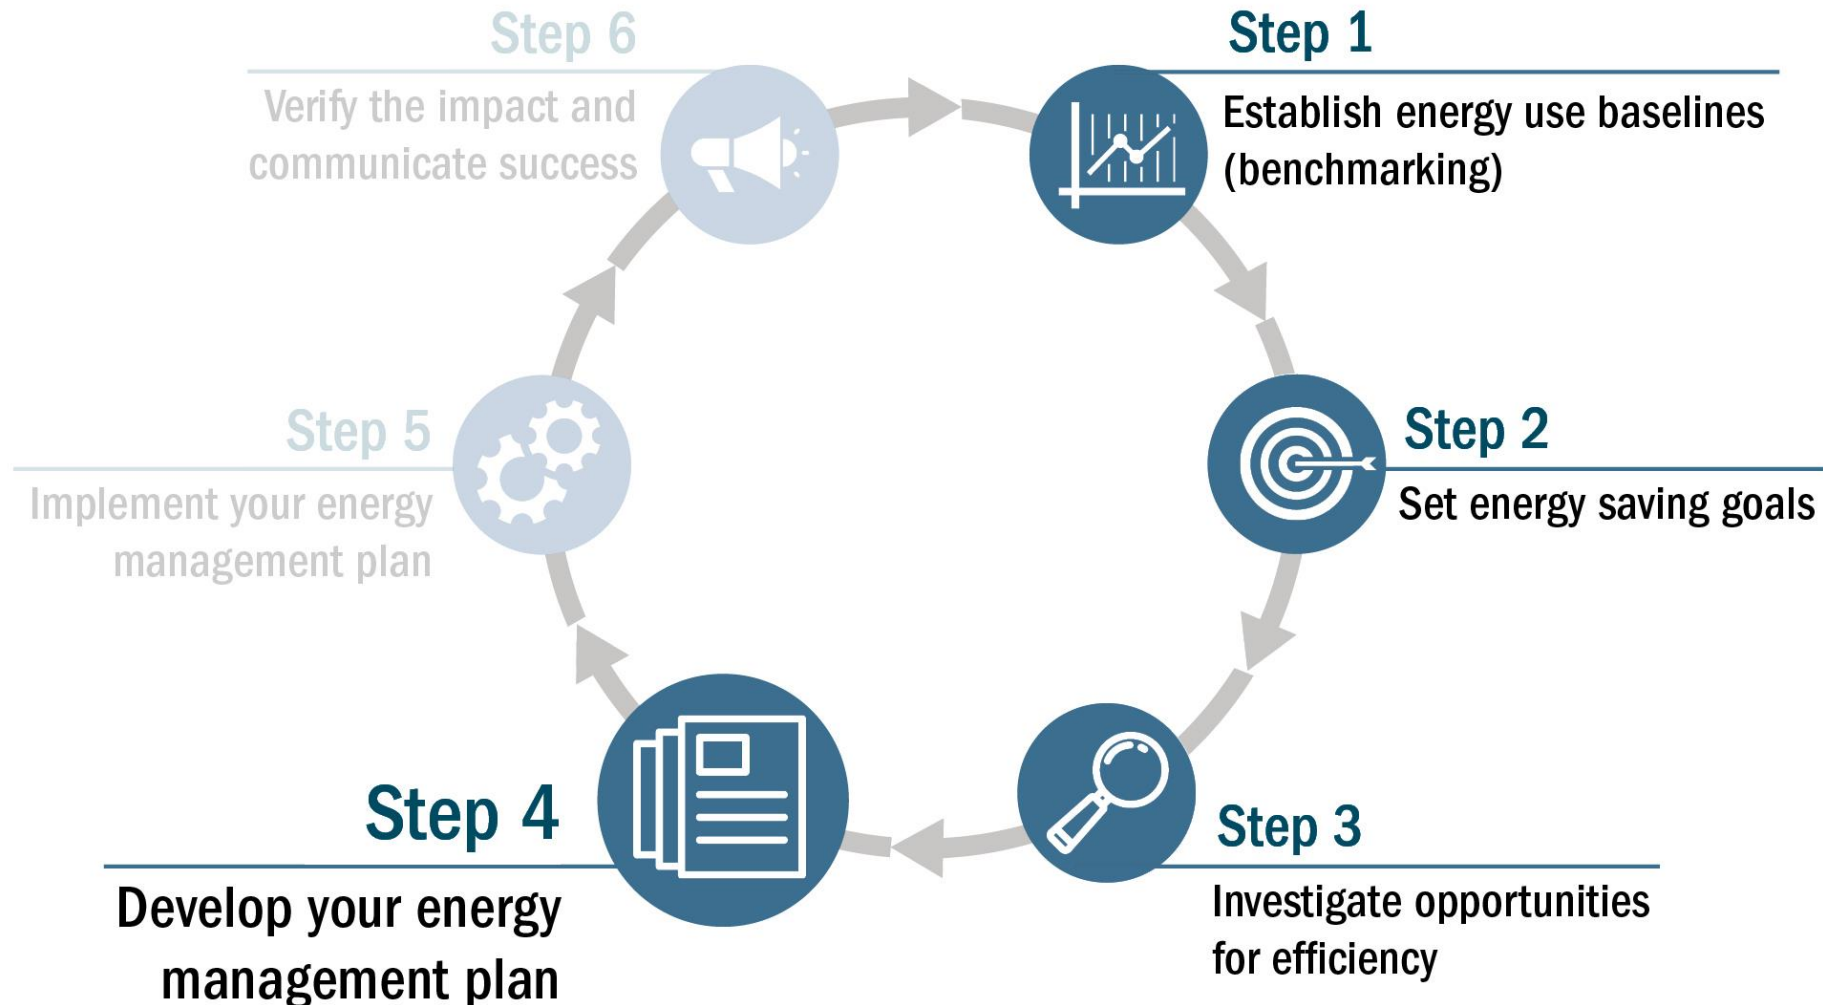 Step 1
Establish energy use baselines
(benchmarking)
Step 2
Set energy saving goals
Step 3
Investigate opportunities
for efficiency
Step 4
Develop your energy
management plan
Step 5
Implement your energy
management plan
Step 6
Verify the impact and
communicate success